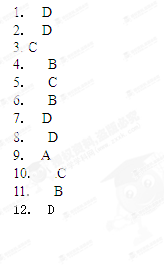 1. D
2. D
3. C
4. B
5. C
6. B
7. D
8. D
9. A
10. C
11. B
12. D